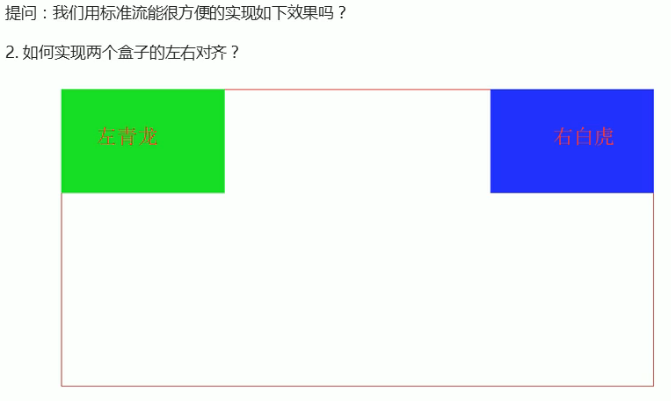 提问：我们用标准流能很方便的实现如下效果吗？
2. 如何实现两个盒子的左右对齐？
左青龙
右白虎